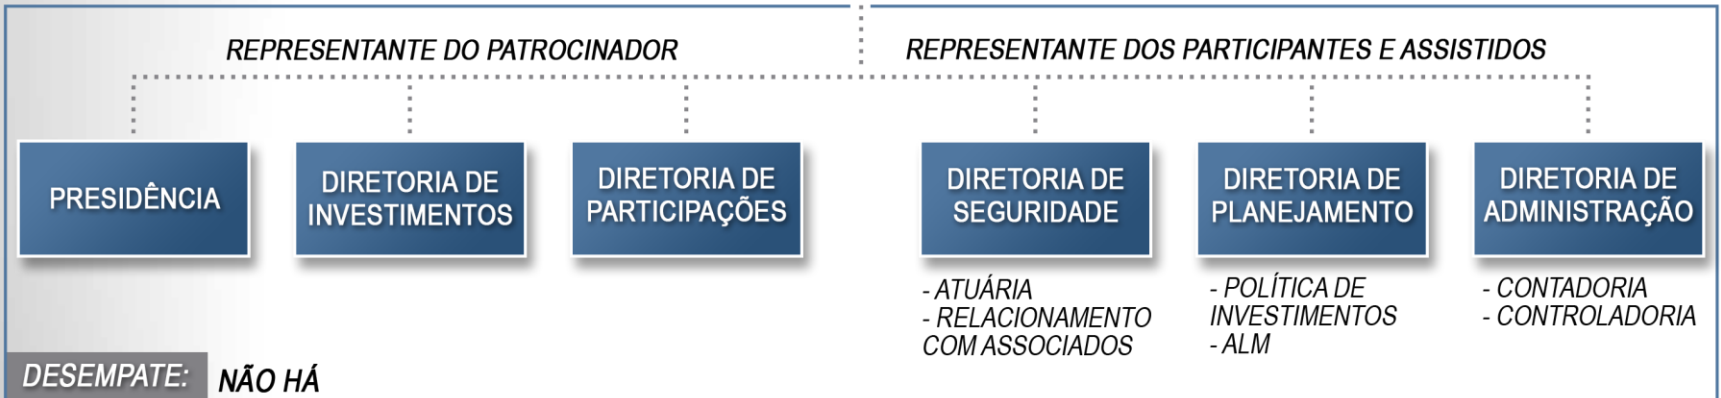 REPRESENTANTE DO PATROCINADOR
REPRESENTANTE DOS PARTICIPANTES E ASSISTIDOS
PRESIDÊNCIA
DIRETORIA DE
INVESTIMENTOS
DIRETORIA DE
PARTICIPAÇÕES
DIRETORIA DE
SEGURIDADE
DIRETORIA DE
PLANEJAMENTO
DIRETORIA DE
ADMINISTRAÇÃO
- ATUÁRIA
- RELACIONAMENTO
COM ASSOCIADOS
- POLÍTICA DE
INVESTIMENTOS
- ALM
- CONTADORIA
- CONTROLADORIA
DESEMPATE: NÃO HÁ